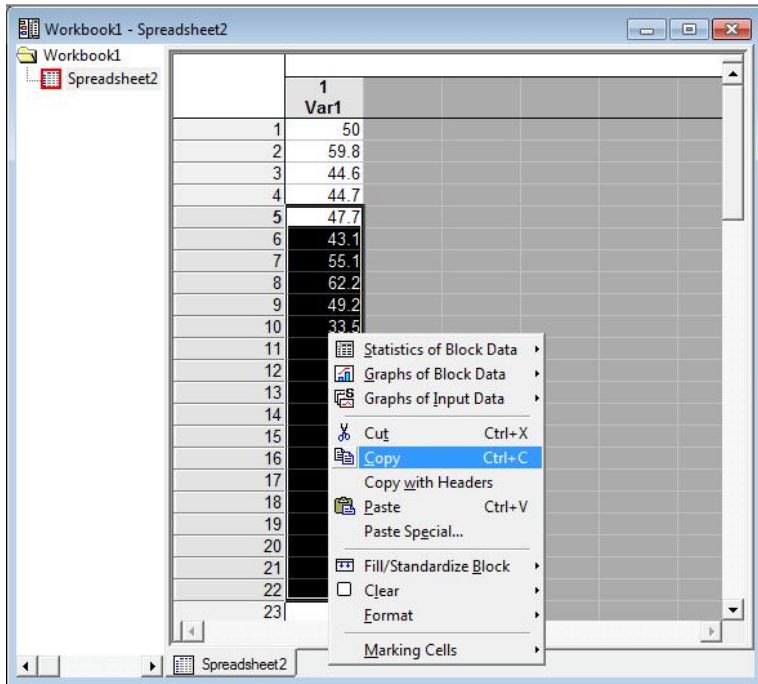 Workbook1 - Spreadsheet2
Workbook1
Spreadsheet2
1
Var1
1 50
2 59.8
3 44.6
4 44.7
5 47.7
6 43.1
7 55.1
8 62.2
9 49.2
10 33.5
11
12
13
14
15
16
17
18
19
20
21
22
23
Statistics of Block Data
Graphs of Block Data
Graphs of Input Data
Cut Ctrl+X
Copy Ctrl+C
Copy with Headers
Paste Ctrl+V
Paste Special...
Fill/Standardize Block
Clear
Format
Marking Cells
Spreadsheet2